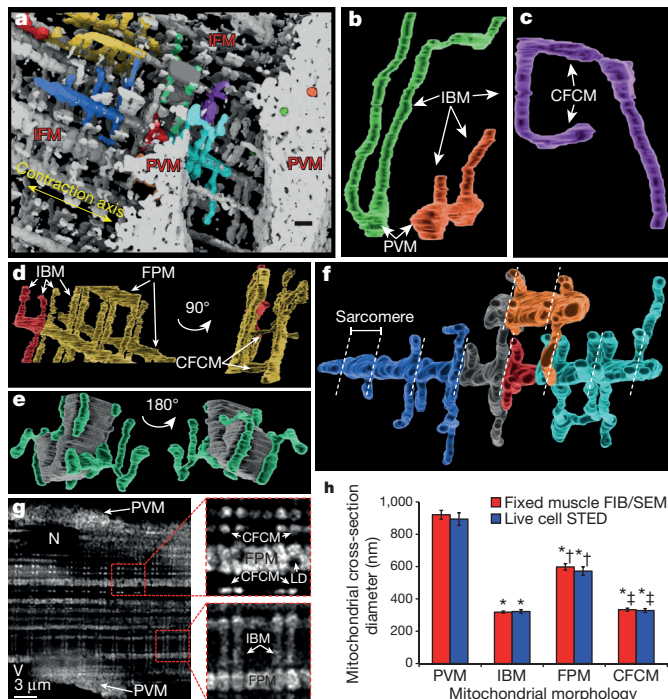 a
IFM
IFM
PVM
PVM
Contraction axis
b
IBM
PVM
c
CFCM
d
IBM
FPM
90°
CFCM
e
180°
f
Sarcomere
g
PVM
N
V
3 μm
PVM
CFCM
FPM
CFCM
LD
IBM
FPM
h
Fixed muscle FIB/SEM
Live cell STED
Mitochondrial cross-section
diameter (nm)
1,000
800
600
400
200
0
* * *† *† *‡ *‡
PVM IBM FPM CFCM
Mitochondrial morphology